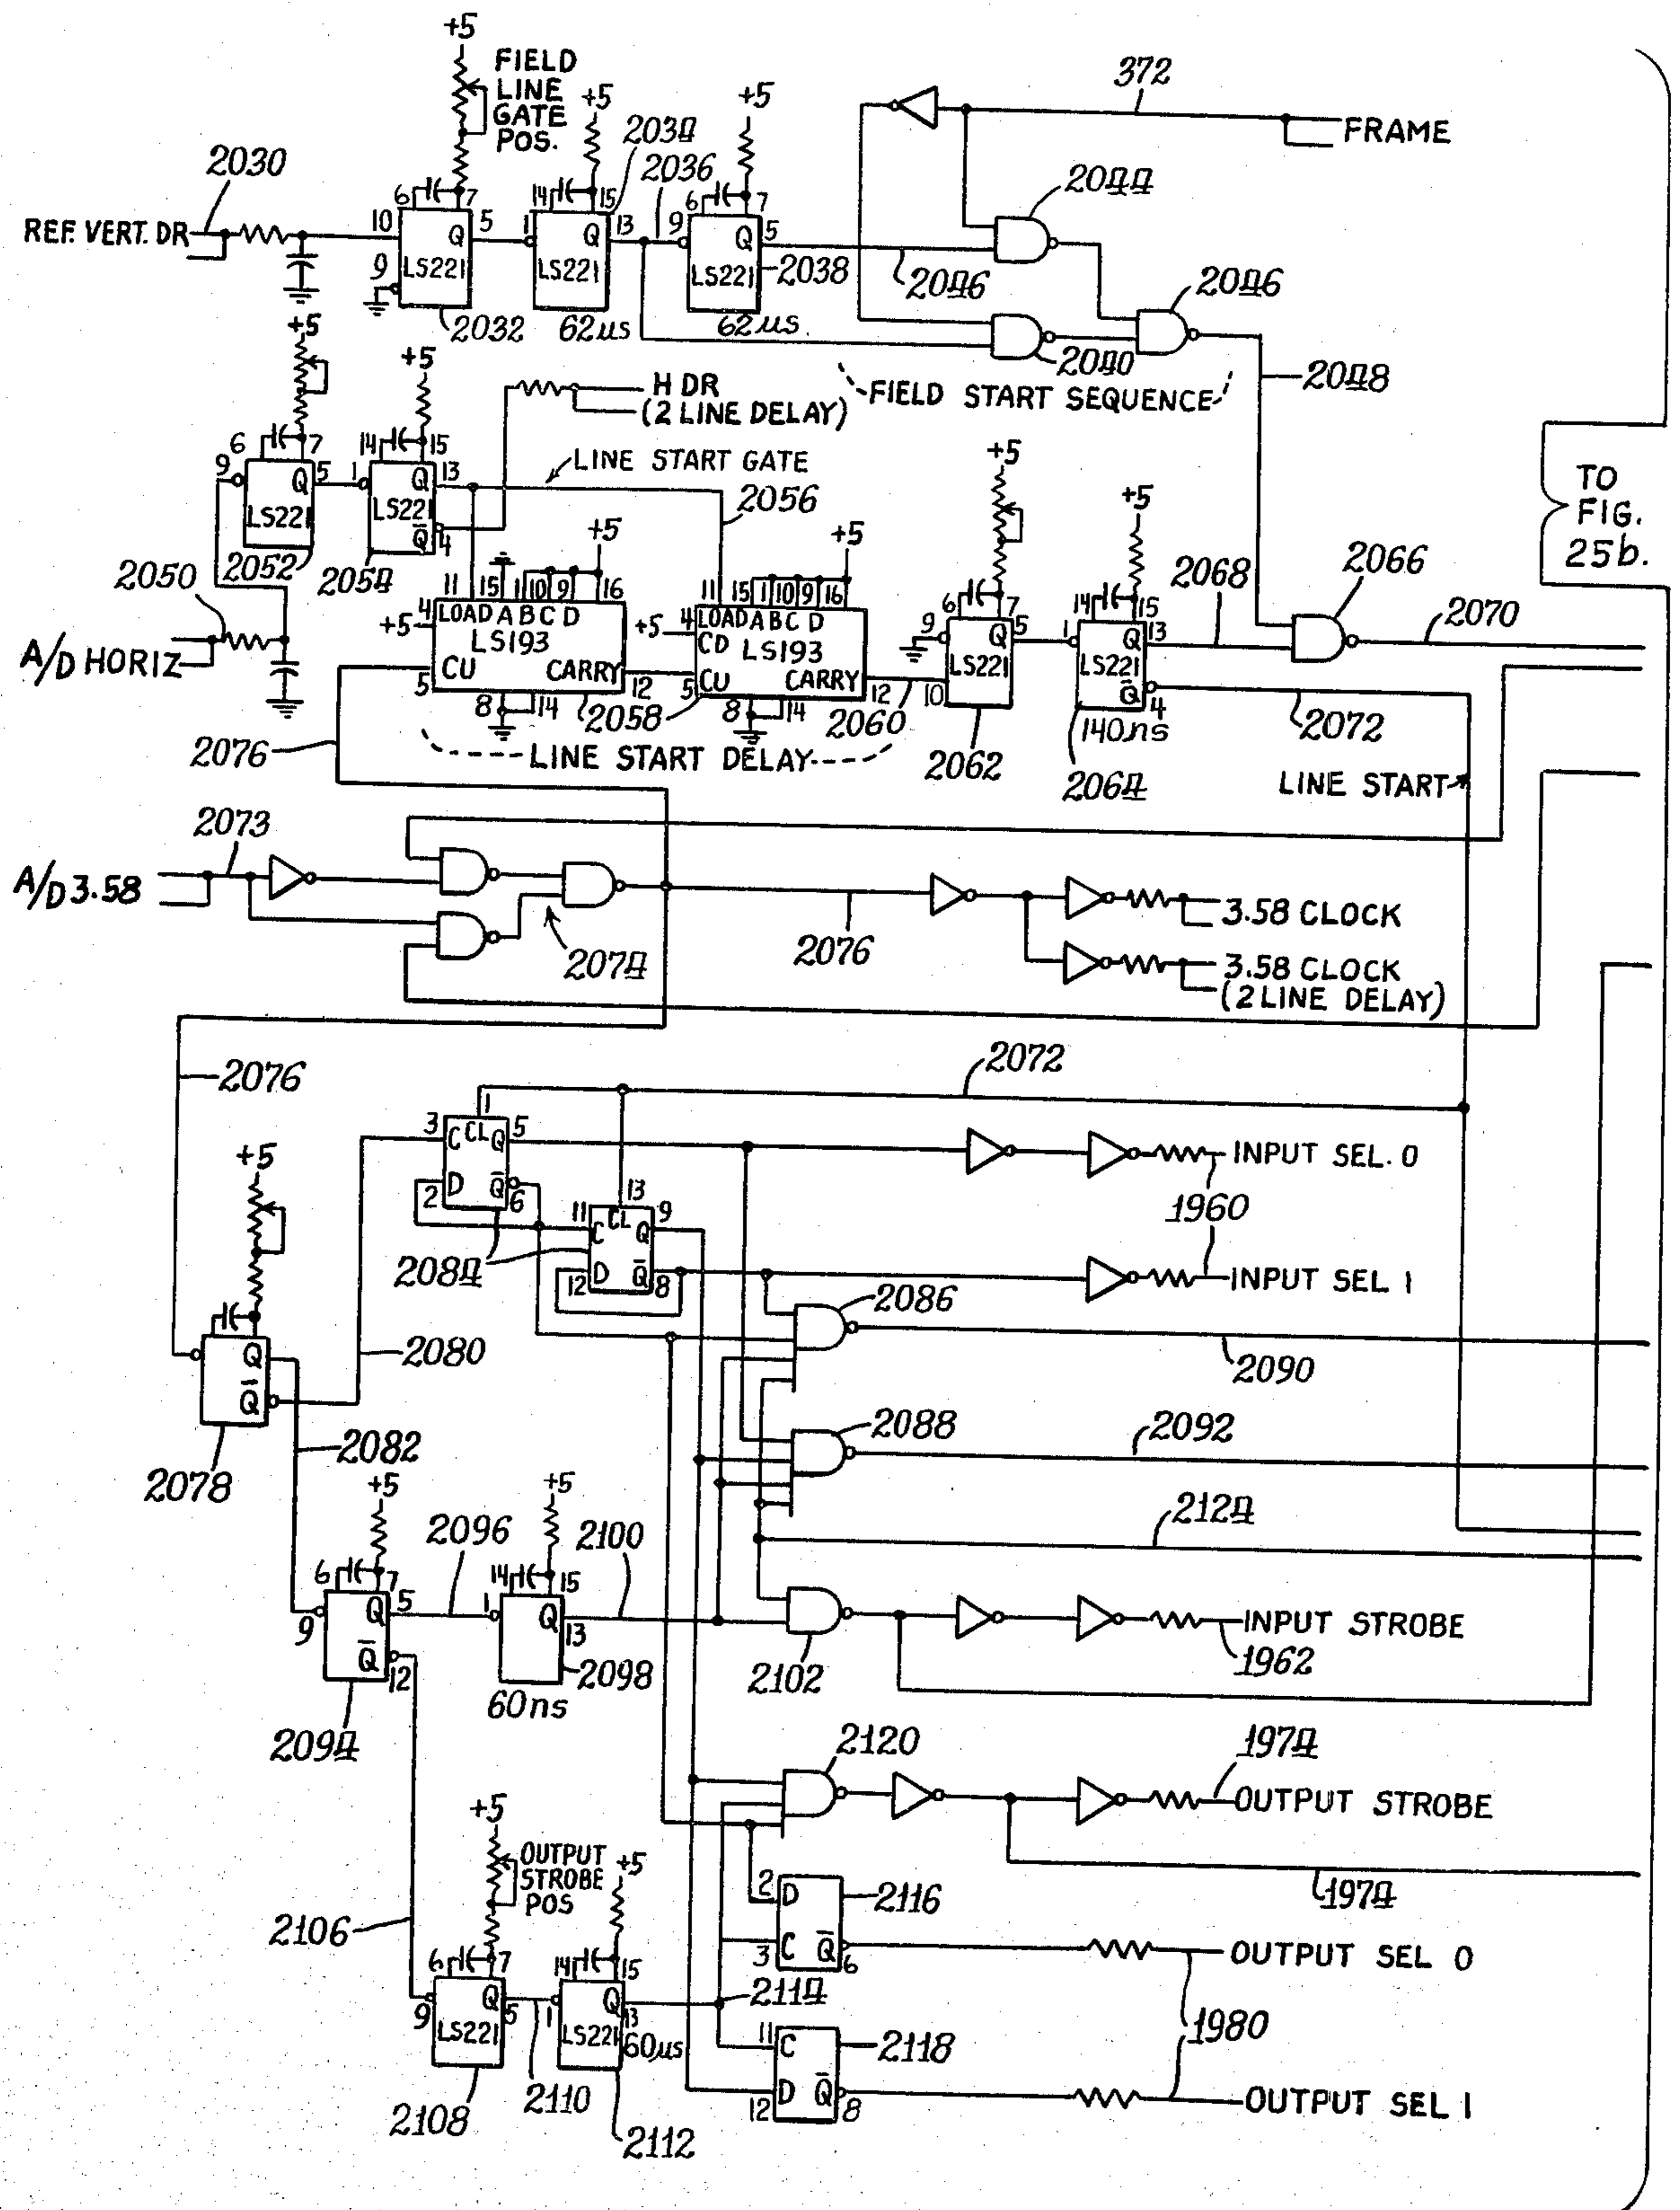 +5
FIELD
LINE
GATE
POS.
+5
+5
372
FRAME
2034
2036
2030
2044
REF. VERT. DR
10
6
7
5
Q
9
LS221
2032
1
14
15
13
Q
LS221
62µs
9
6
7
5
Q
LS221
2038
62µs.
2046
2046
2040
2048
FIELD START SEQUENCE
+5
+5
H DR
(2 LINE DELAY)
LINE START GATE
2056
9
6
7
5
Q
LS221
2052
1
14
15
13
Q
LS221
Q̅
4
2054
2050
A/D HORIZ
+5
+5
+5
+5
11
15
1
10
9
16
4
+5
LOAD A B C D
LS193
CU
CARRY
5
12
8
14
2058
11
15
1
10
9
16
4
+5
LOAD A B C D
CD
LS193
CU
CARRY
5
12
8
14
2060
LINE START DELAY
2076
9
6
7
5
Q
LS221
10
2062
1
14
15
13
Q
LS221
Q̅
4
140ns
2064
2068
2066
2070
2072
LINE START
TO
FIG.
25b.
2073
A/D 3.58
2074
2076
3.58 CLOCK
3.58 CLOCK
(2 LINE DELAY)
2076
2072
3
1
5
C
CL
Q
D
Q̅
2
6
11
13
9
C
CL
Q
D
Q̅
12
8
2084
INPUT SEL. 0
1960
INPUT SEL 1
+5
Q
Q̅
2078
2080
2082
2086
2090
2088
2092
2124
+5
6
7
5
Q
9
Q̅
12
2094
2096
+5
14
15
1
Q
13
60ns
2098
2100
2102
INPUT STROBE
1962
2120
1974
OUTPUT STROBE
1974
+5
OUTPUT
STROBE
POS
+5
2106
6
7
9
Q
5
LS221
2108
2110
14
15
1
Q
13
LS221
60µs
2112
2114
2
D
3
C
Q̅
6
2116
OUTPUT SEL 0
1980
11
C
12
D
Q̅
8
2118
OUTPUT SEL 1